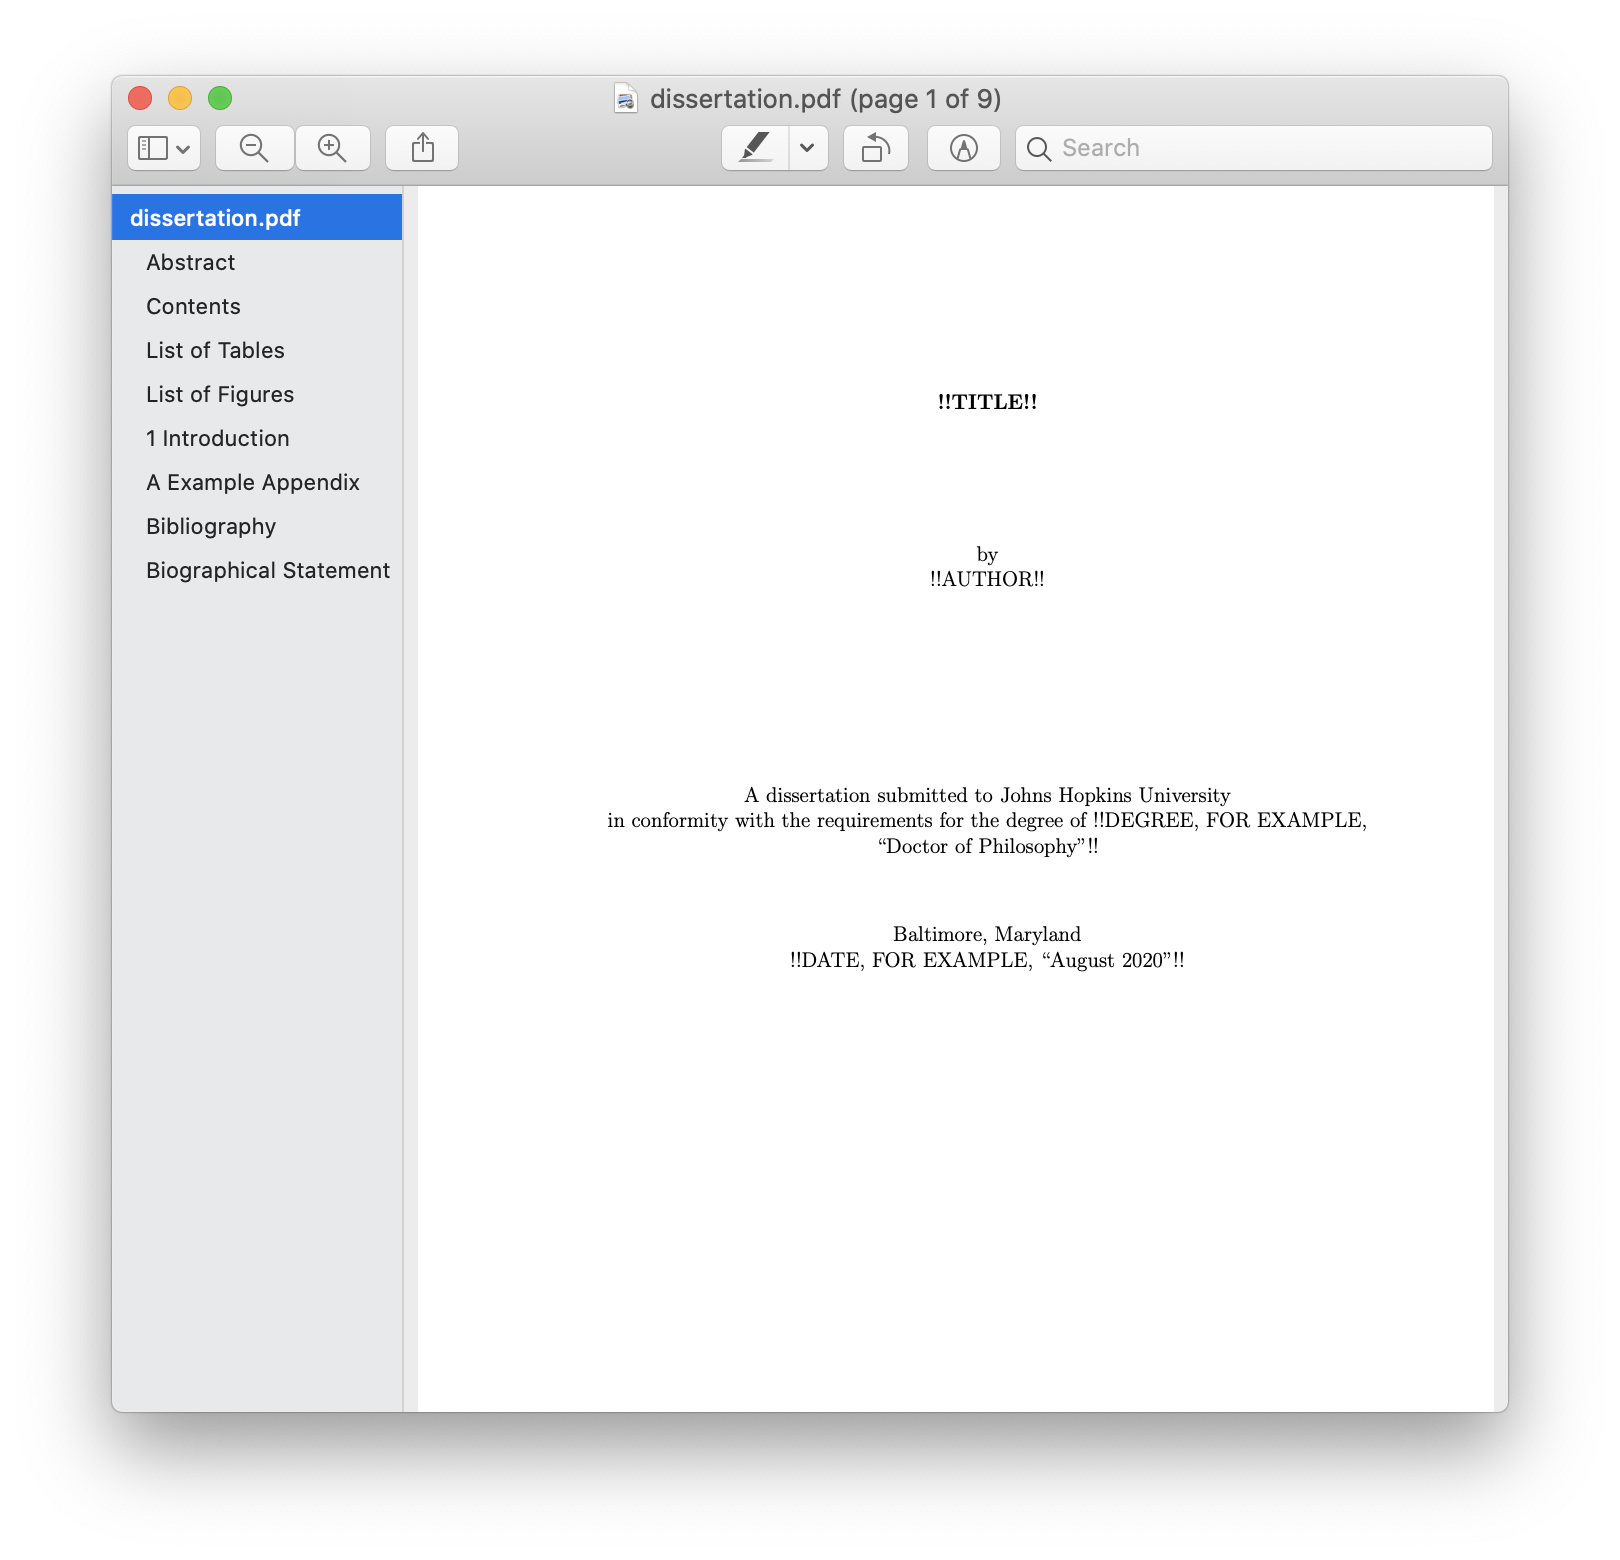 dissertation.pdf (page 1 of 9)
Search
dissertation.pdf
Abstract
Contents
List of Tables
List of Figures
1 Introduction
A Example Appendix
Bibliography
Biographical Statement
!!TITLE!!
by
!!AUTHOR!!
A dissertation submitted to Johns Hopkins University
in conformity with the requirements for the degree of !!DEGREE, FOR EXAMPLE,
“Doctor of Philosophy”!!
Baltimore, Maryland
!!DATE, FOR EXAMPLE, “August 2020”!!